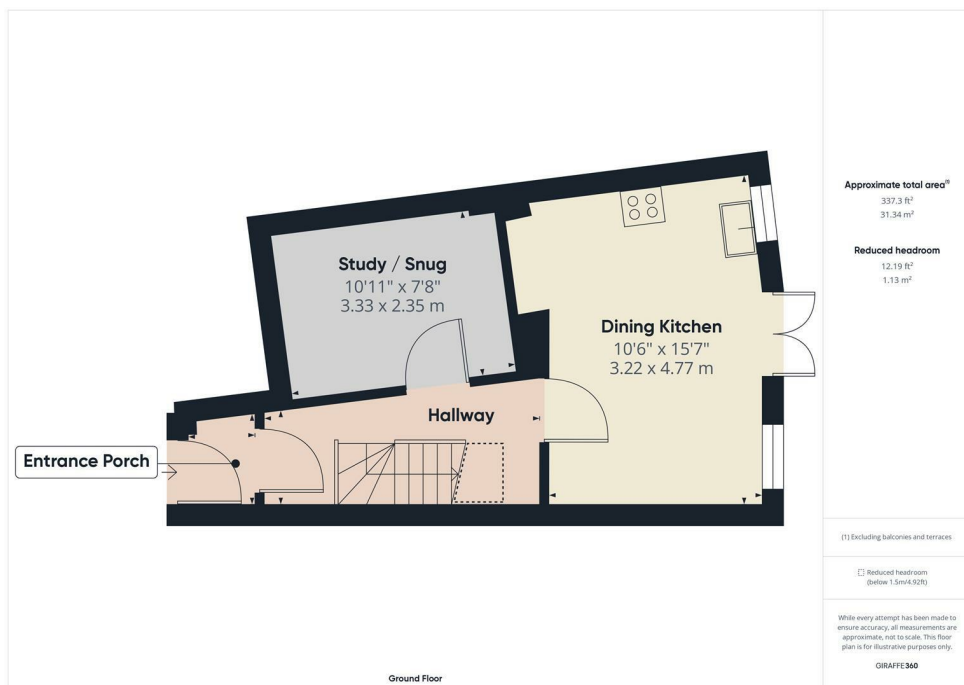 Study / Snug
10'11" x 7'8"
3.33 x 2.35 m
Dining Kitchen
10'6" x 15'7"
3.22 x 4.77 m
Hallway
Entrance Porch
Ground Floor
Approximate total area(1)
337.3 ft²
31.34 m²
Reduced headroom
12.19 ft²
1.13 m²
(1) Excluding balconies and terraces
Reduced headroom
(below 1.5m/4.92ft)
While every attempt has been made to
ensure accuracy, all measurements are
approximate, not to scale. This floor
plan is for illustrative purposes only.
GIRAFFE360